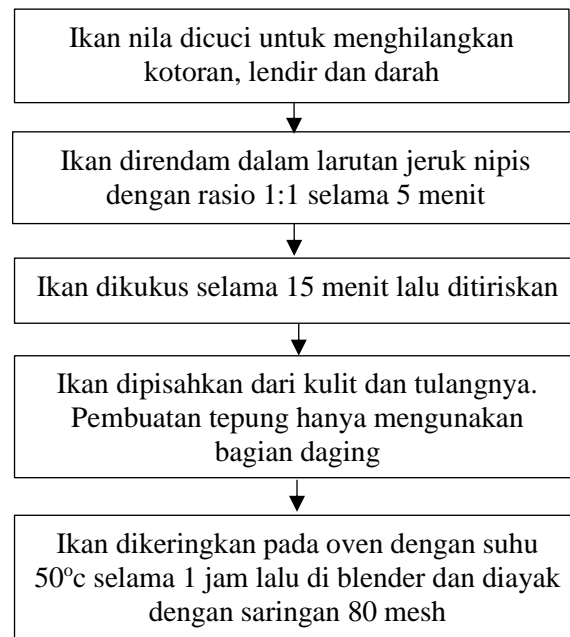 Ikan nila dicuci untuk menghilangkan
kotoran, lendir dan darah
Ikan direndam dalam larutan jeruk nipis
dengan rasio 1:1 selama 5 menit
Ikan dikukus selama 15 menit lalu ditiriskan
Ikan dipisahkan dari kulit dan tulangnya.
Pembuatan tepung hanya mengunakan
bagian daging
Ikan dikeringkan pada oven dengan suhu
50°c selama 1 jam lalu di blender dan diayak
dengan saringan 80 mesh